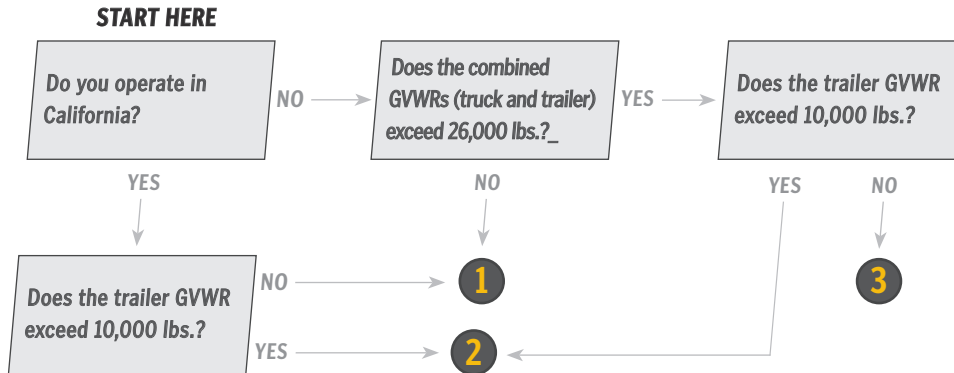 START HERE
Do you operate in
California?
NO
Does the combined
GVWRs (truck and trailer)
exceed 26,000 lbs.?_
YES
Does the trailer GVWR
exceed 10,000 lbs.?
YES
NO
YES
NO
Does the trailer GVWR
exceed 10,000 lbs.?
NO
1
3
YES
2